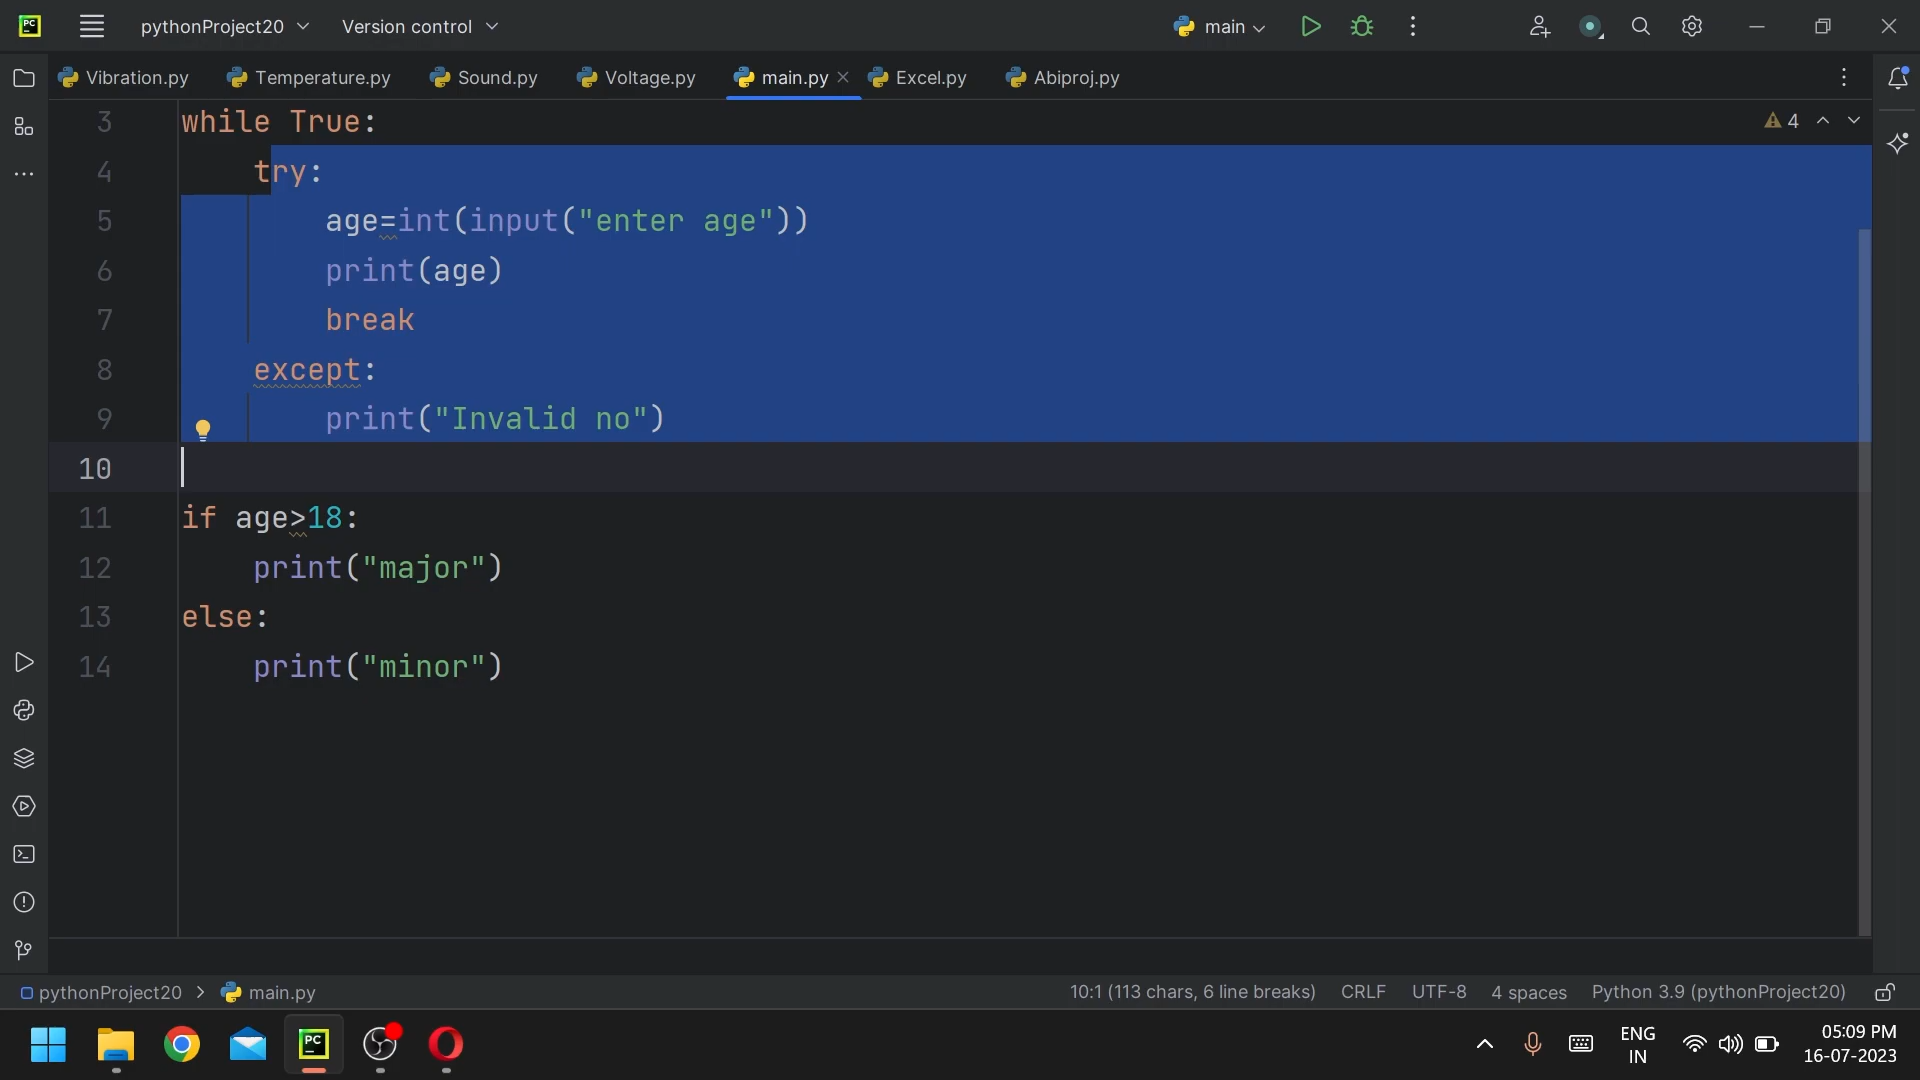 PC pythonProject20 Version control main
Vibration.py Temperature.py Sound.py Voltage.py main.py Excel.py Abiproj.py
3 while True: 4
4 try:
5 age=int(input("enter age"))
6 print(age)
7 break
8 except:
9 print("Invalid no")
10
11 if age>18:
12 print("major")
13 else:
14 print("minor")
pythonProject20 > main.py 10:1 (113 chars, 6 line breaks) CRLF UTF-8 4 spaces Python 3.9 (pythonProject20)
PC ENG IN 05:09 PM
16-07-2023